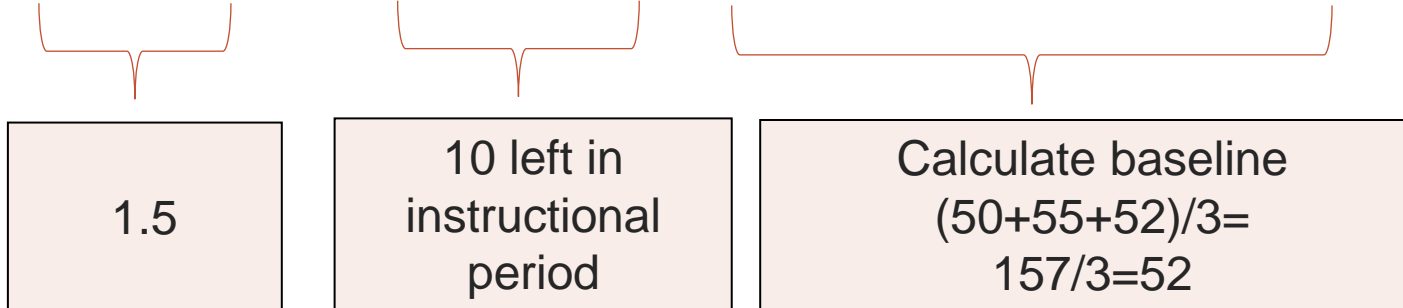 1.5
10 left in
instructional
period
Calculate baseline
(50+55+52)/3=
157/3=52